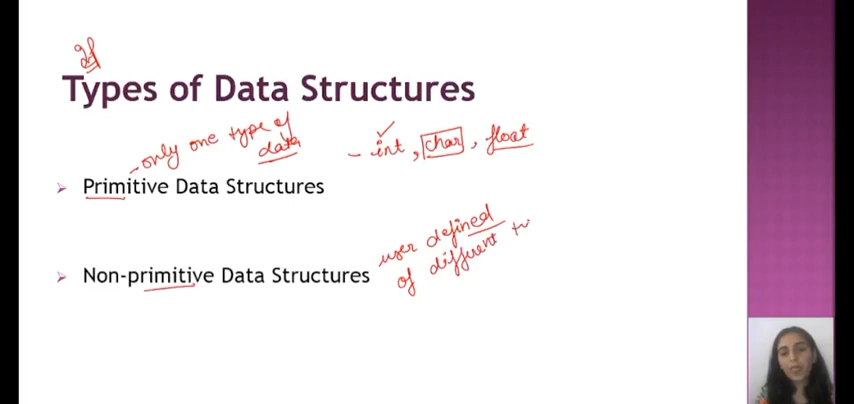 Types of Data Structures
-only one type of
data
- int, char, float
Primitive Data Structures
user defined
of different
Non-primitive Data Structures